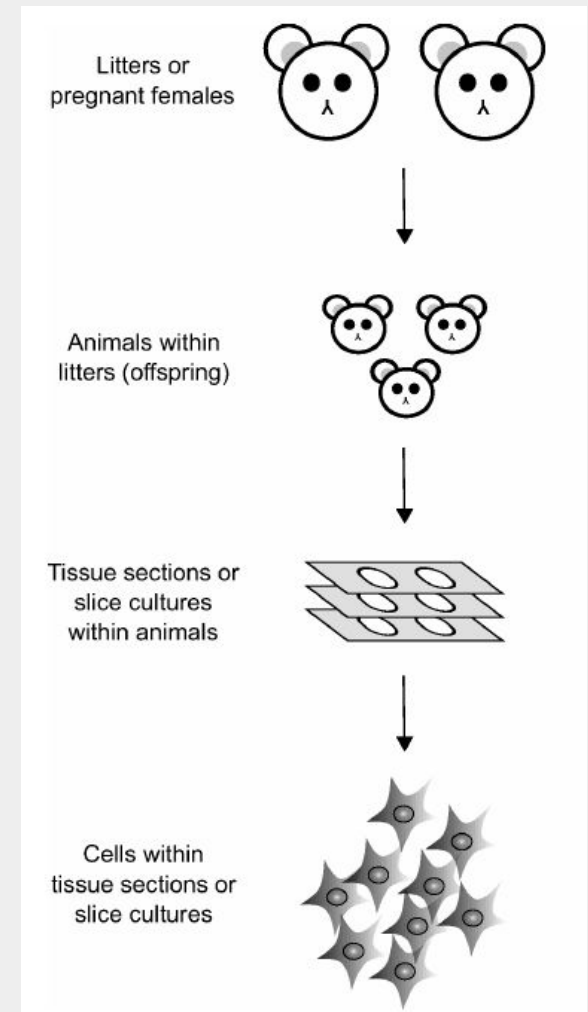 Litters or
pregnant females
Animals within
litters (offspring)
Tissue sections or
slice cultures
within animals
Cells within
tissue sections or
slice cultures